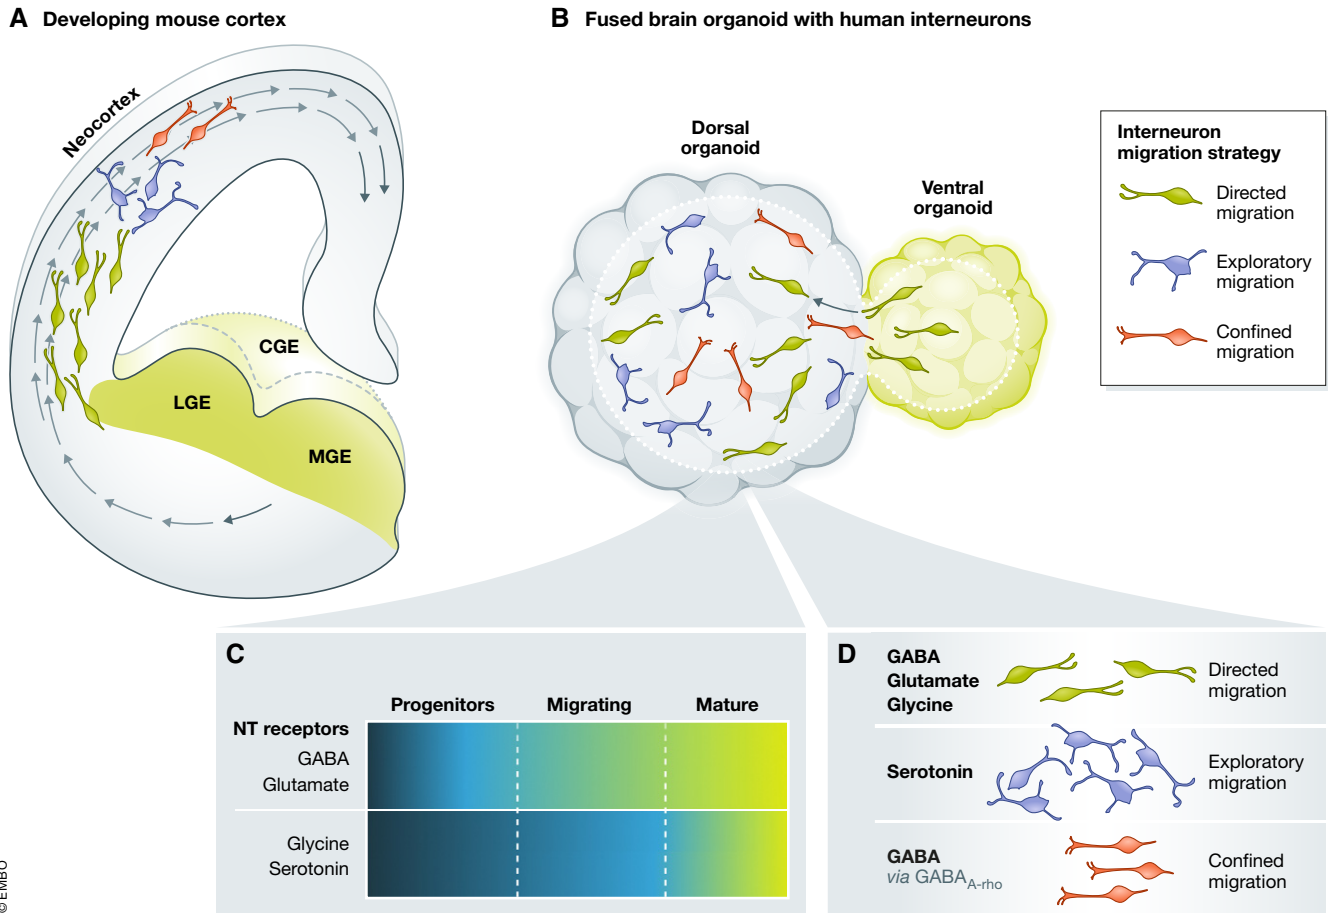 A Developing mouse cortex
Neocortex
CGE
LGE
MGE
B Fused brain organoid with human interneurons
Dorsal
organoid
Ventral
organoid
Interneuron
migration strategy
Directed
migration
Exploratory
migration
Confined
migration
C
Progenitors Migrating Mature
NT receptors
GABA
Glutamate
Glycine
Serotonin
D
GABA
Glutamate
Glycine
Directed
migration
Serotonin
Exploratory
migration
GABA
via GABAA-rho
Confined
migration
© EMBO